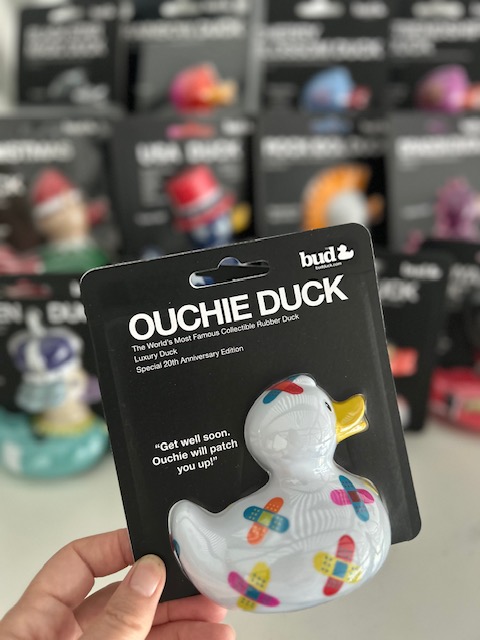 USA DUCK
bud
budduck.com
OUCHIE DUCK
The World's Most Famous Collectible Rubber Duck
Luxury Duck
Special 20th Anniversary Edition
“Get well soon.
Ouchie will patch
you up!”